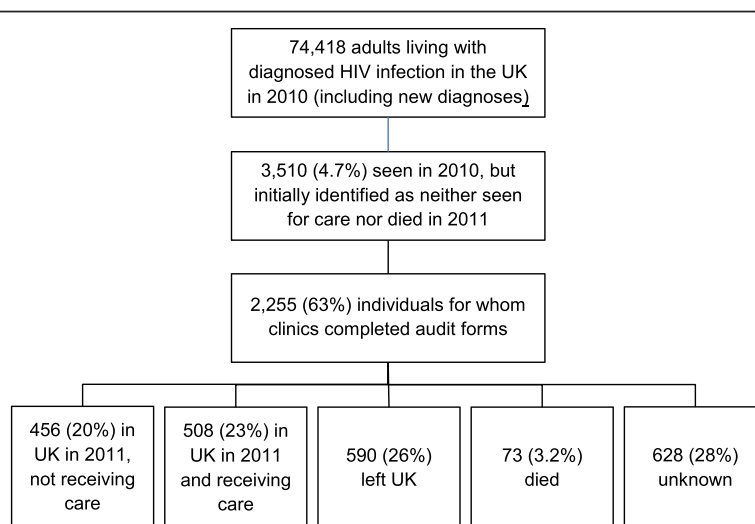 74,418 adults living with
diagnosed HIV infection in the UK
in 2010 (including new diagnoses)
3,510 (4.7%) seen in 2010, but
initially identified as neither seen
for care nor died in 2011
2,255 (63%) individuals for whom
clinics completed audit forms
456 (20%) in
UK in 2011,
not receiving
care
508 (23%) in
UK in 2011
and receiving
care
590 (26%)
left UK
73 (3.2%)
died
628 (28%)
unknown